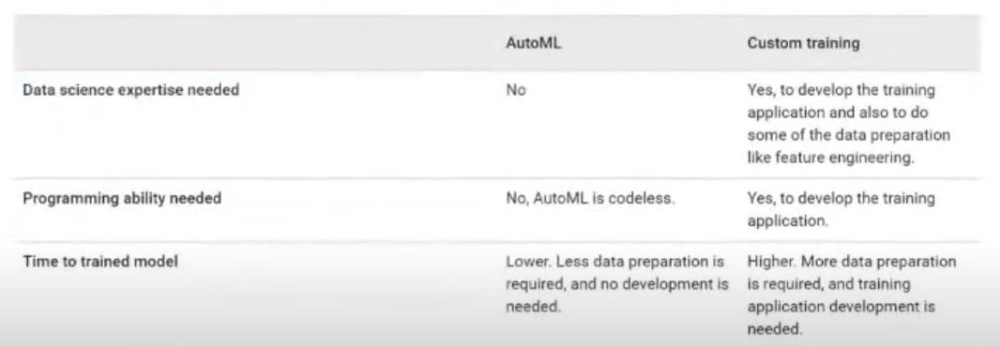 AutoML Custom training
Data science expertise needed No Yes, to develop the training
application and also to do
some of the data preparation
like feature engineering.
Programming ability needed No, AutoML is codeless. Yes, to develop the training
application.
Time to trained model Lower. Less data preparation is Higher. More data preparation
required, and no development is is required, and training
needed. application development is
needed.